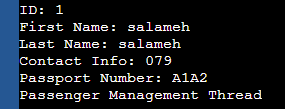 ID: 1
First Name: salameh
Last Name: salameh
Contact Info: 079
Passport Number: A1A2
Passenger Management Thread